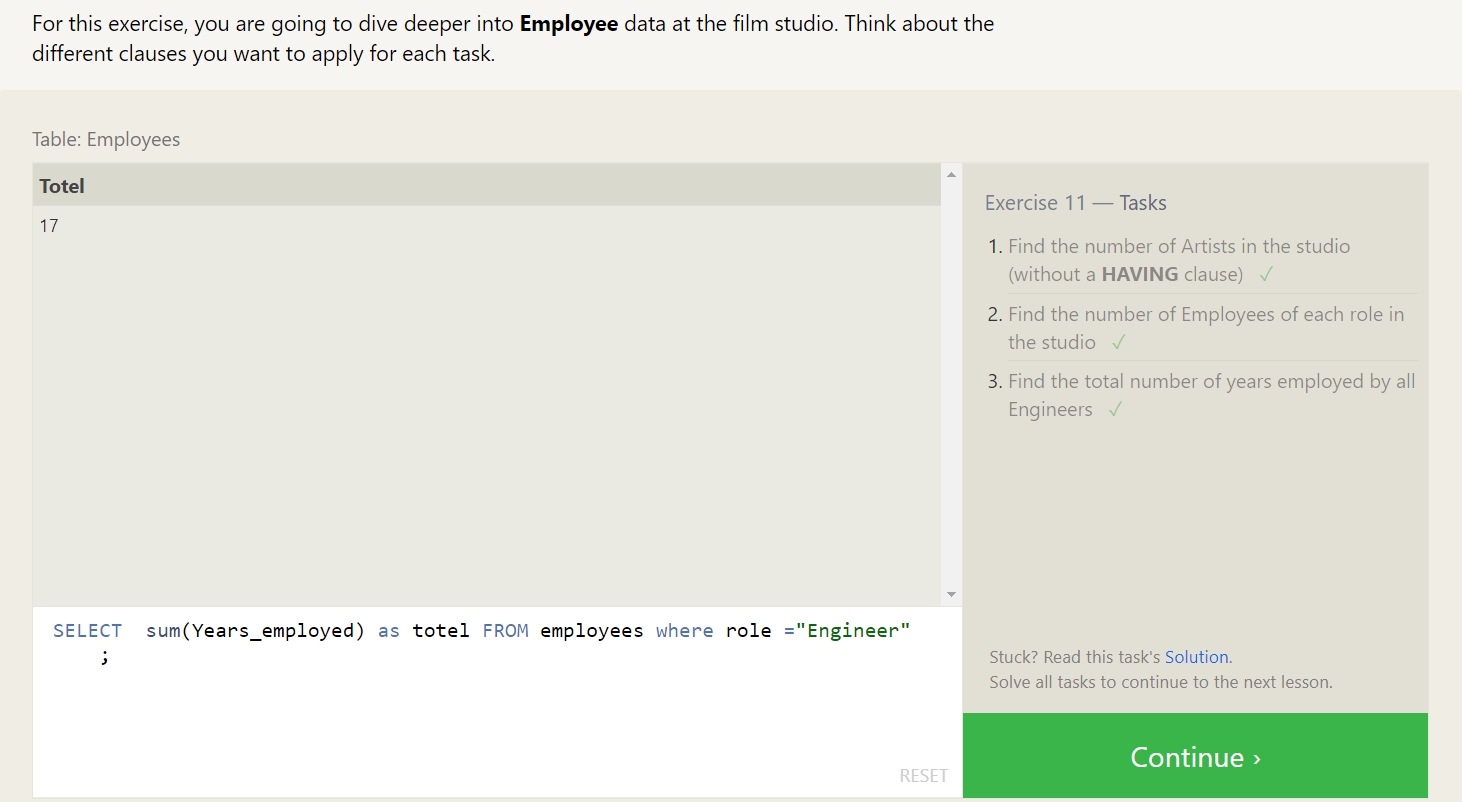 For this exercise, you are going to dive deeper into Employee data at the film studio. Think about the
different clauses you want to apply for each task.
Table: Employees
Totel
17
SELECT  sum(Years_employed) as totel FROM employees where role ="Engineer"
;
RESET
Exercise 11 — Tasks
1. Find the number of Artists in the studio
(without a HAVING clause) ✓
2. Find the number of Employees of each role in
the studio ✓
3. Find the total number of years employed by all
Engineers ✓
Stuck? Read this task's Solution.
Solve all tasks to continue to the next lesson.
Continue ›